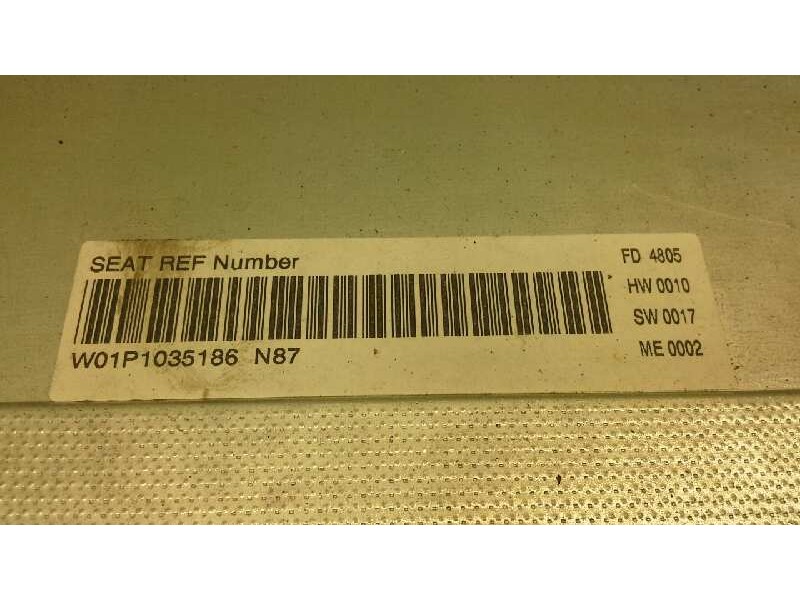 SEAT REF Number
W01P1035186 N87
FD 4805
HW 0010
SW 0017
ME 0002